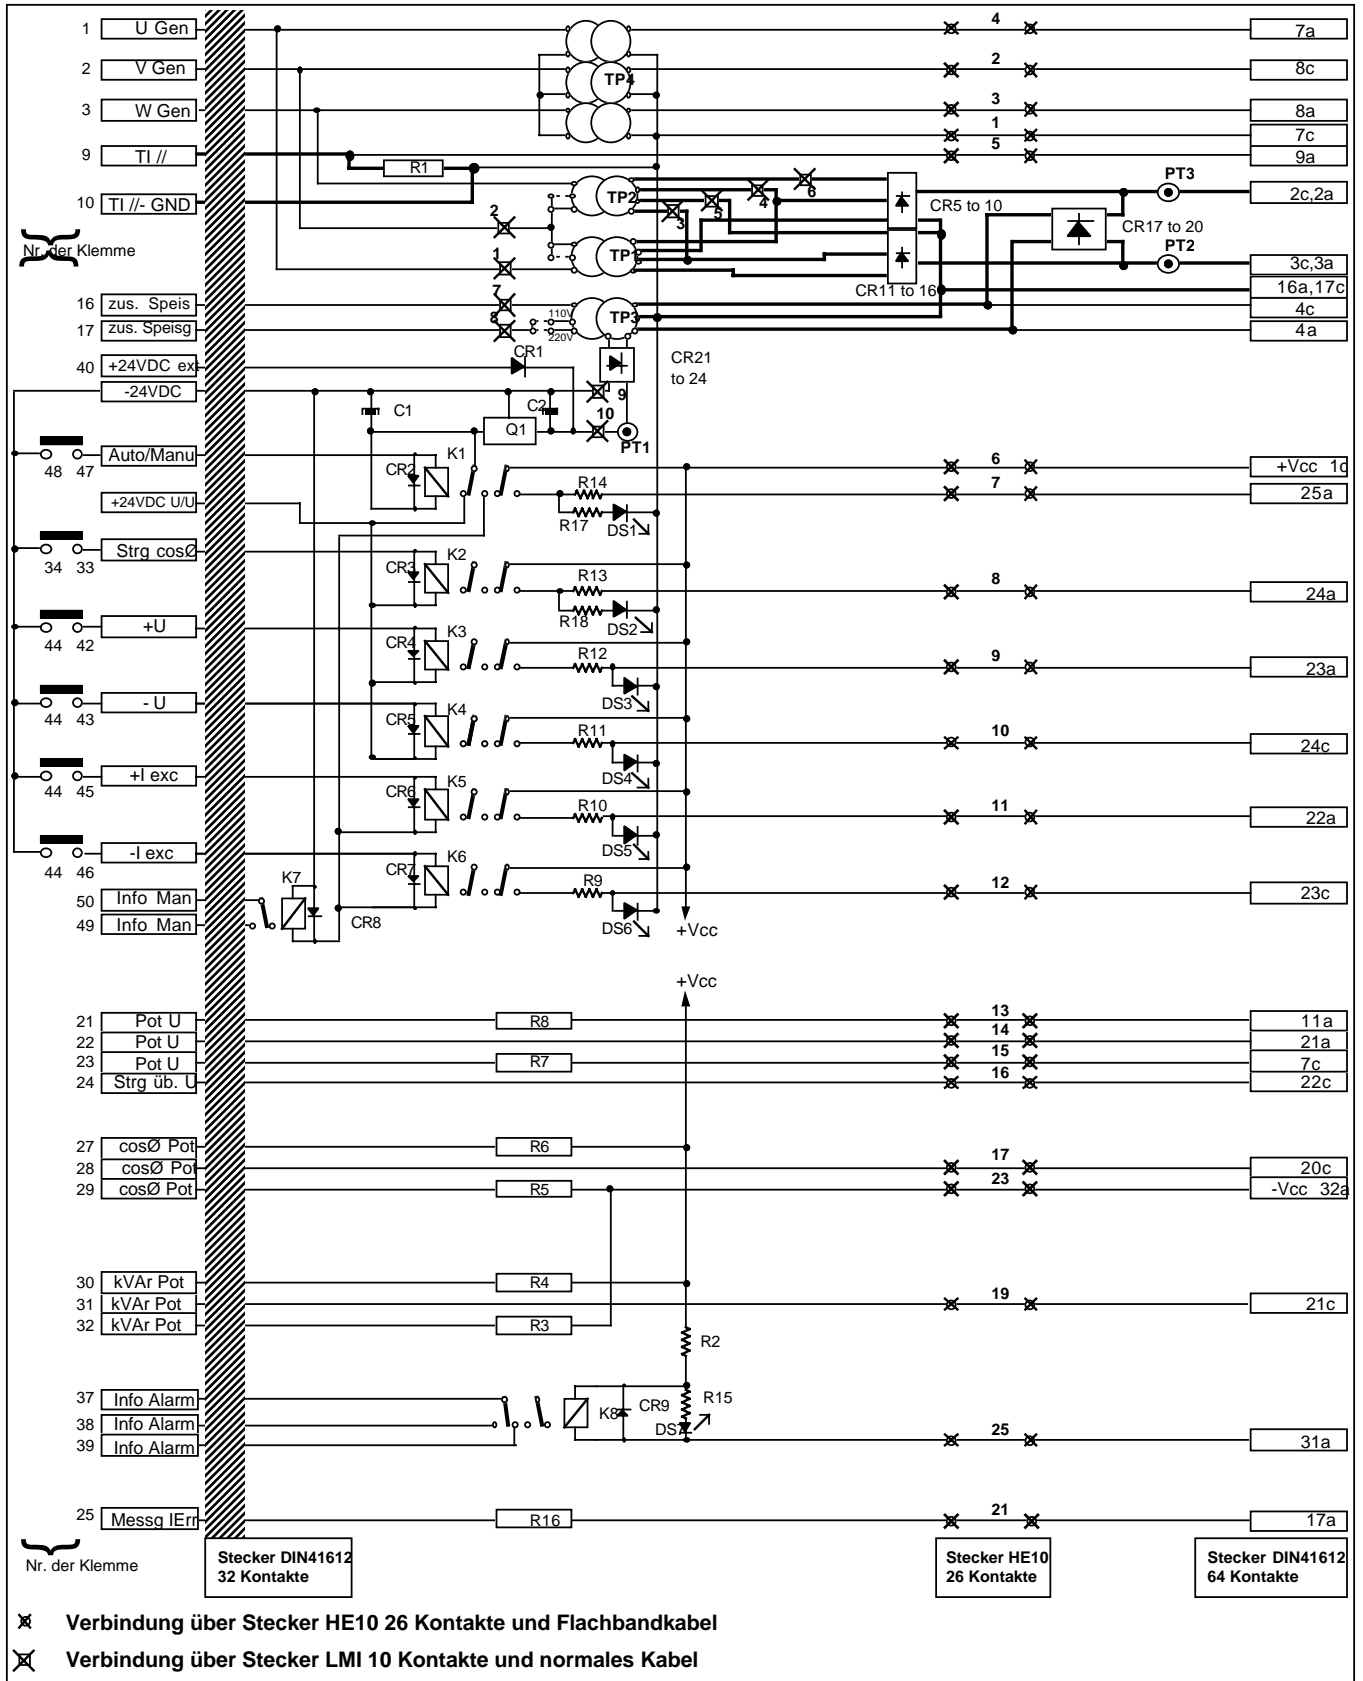 1 U Gen 4 7a
2 V Gen TP4 2 8c
3 W Gen 3 8a
1 7c
9 TI // R1 5 9a
10 TI //- GND 2 TP2 3 5 4 6 CR5 to 10 PT3 2c,2a
CR17 to 20
Nr. der Klemme 1 TP1 PT2 3c,3a
CR11 to 16 16a,17c
16 zus. Speis 7 110V TP3 4c
17 zus. Speisg 8 220V 4a
40 +24VDC ext CR1 CR21
to 24
-24VDC 9
C1 C2 Q1 10 PT1
48 47 Auto/Manu CR2 K1 6 +Vcc 1c
+24VDC U/U R14 7 25a
R17 DS1
34 33 Strg cosØ CR3 K2 R13 8 24a
R18 DS2
44 42 +U CR4 K3 R12 9 23a
DS3
44 43 - U CR5 K4 R11 10 24c
DS4
44 45 +I exc CR6 K5 R10 11 22a
DS5
44 46 -I exc CR7 K6 R9 12 23c
50 Info Man K7 CR8 DS6
49 Info Man +Vcc
+Vcc
21 Pot U R8 13 11a
22 Pot U 14 21a
23 Pot U R7 15 7c
24 Strg üb. U 16 22c
27 cosØ Pot R6
28 cosØ Pot 17 20c
29 cosØ Pot R5 23 -Vcc 32a
30 kVAr Pot R4
31 kVAr Pot 19 21c
32 kVAr Pot R3
R2
37 Info Alarm K8 CR9 R15
38 Info Alarm DS7
39 Info Alarm 25 31a
25 Messg IErr R16 21 17a
Nr. der Klemme
Stecker DIN41612
32 Kontakte
Stecker HE10
26 Kontakte
Stecker DIN41612
64 Kontakte
Verbindung über Stecker HE10 26 Kontakte und Flachbandkabel
Verbindung über Stecker LMI 10 Kontakte und normales Kabel